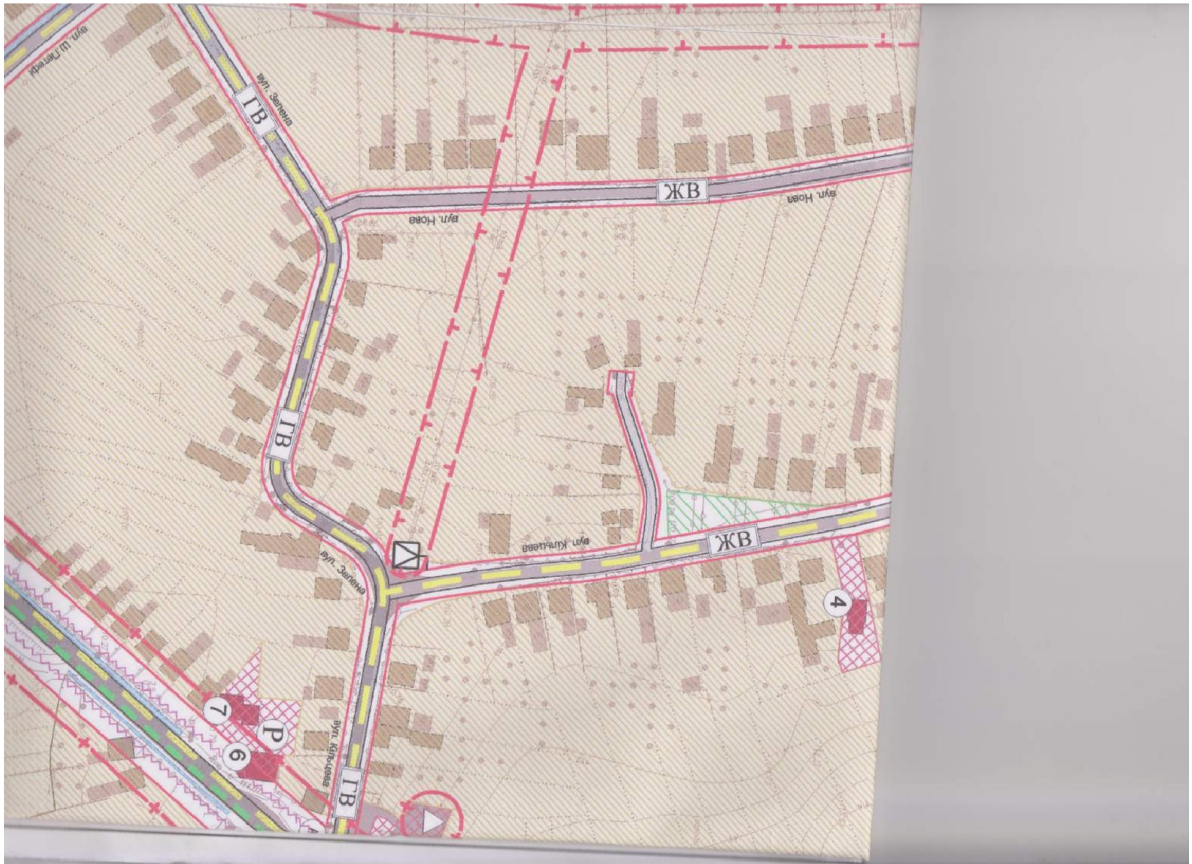 вул. Ш.Петефі
вул. Зелена
ГВ
ЖВ
вул. Нова
вул. Нова
ГВ
вул. Кільцева
ЖВ
вул. Зелена
4
7
Р
6
вул. Кільцева
ГВ